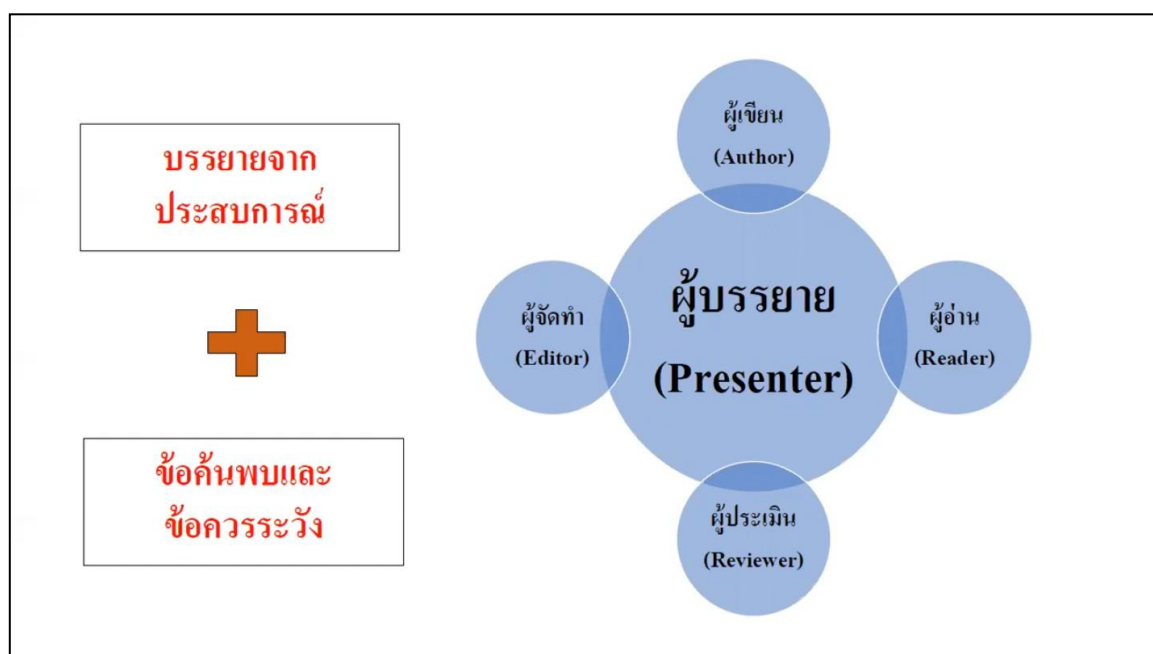 บรรยายจาก
ประสบการณ์
ข้อค้นพบและ
ข้อควรระวัง
ผู้เขียน
(Author)
ผู้จัดทำ
(Editor)
ผู้บรรยาย
(Presenter)
ผู้อ่าน
(Reader)
ผู้ประเมิน
(Reviewer)